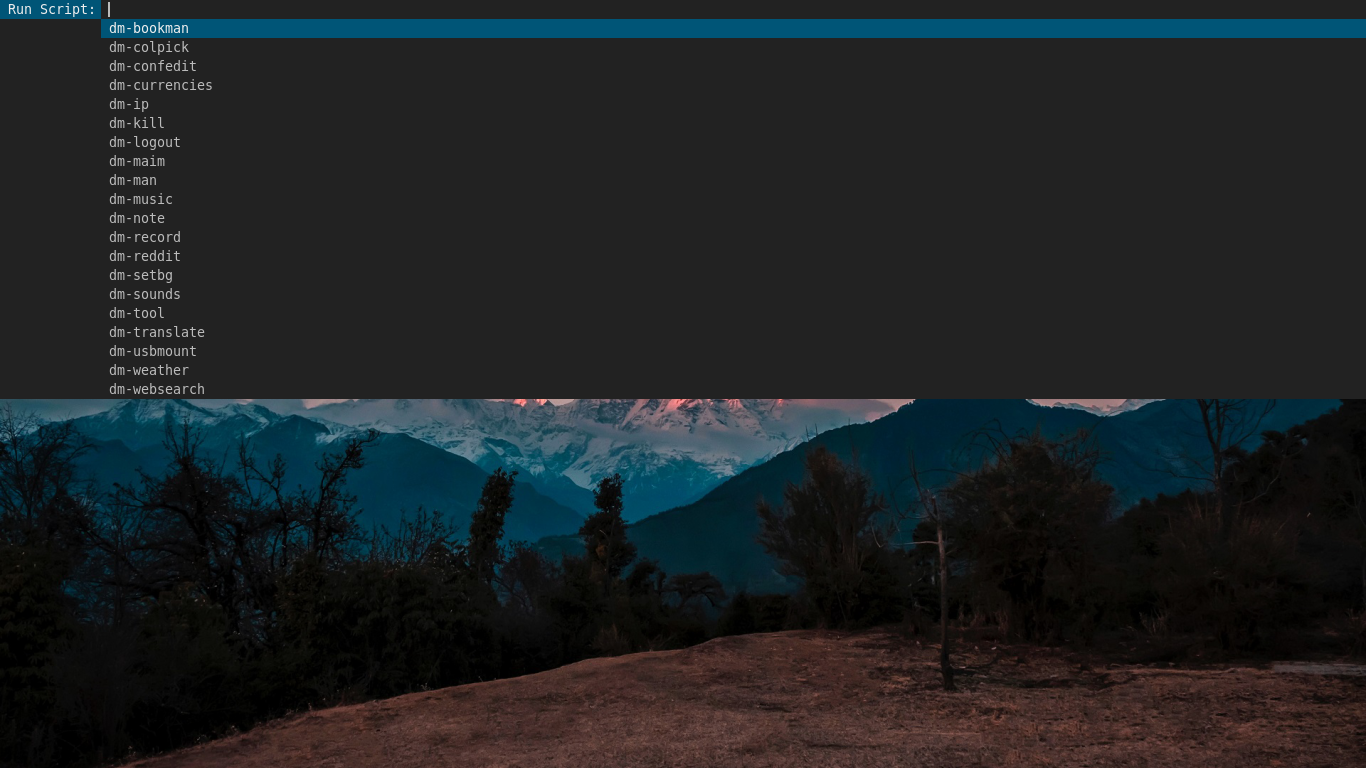 Run Script:
dm-bookman
dm-colpick
dm-confedit
dm-currencies
dm-ip
dm-kill
dm-logout
dm-maim
dm-man
dm-music
dm-note
dm-record
dm-reddit
dm-setbg
dm-sounds
dm-tool
dm-translate
dm-usbmount
dm-weather
dm-websearch